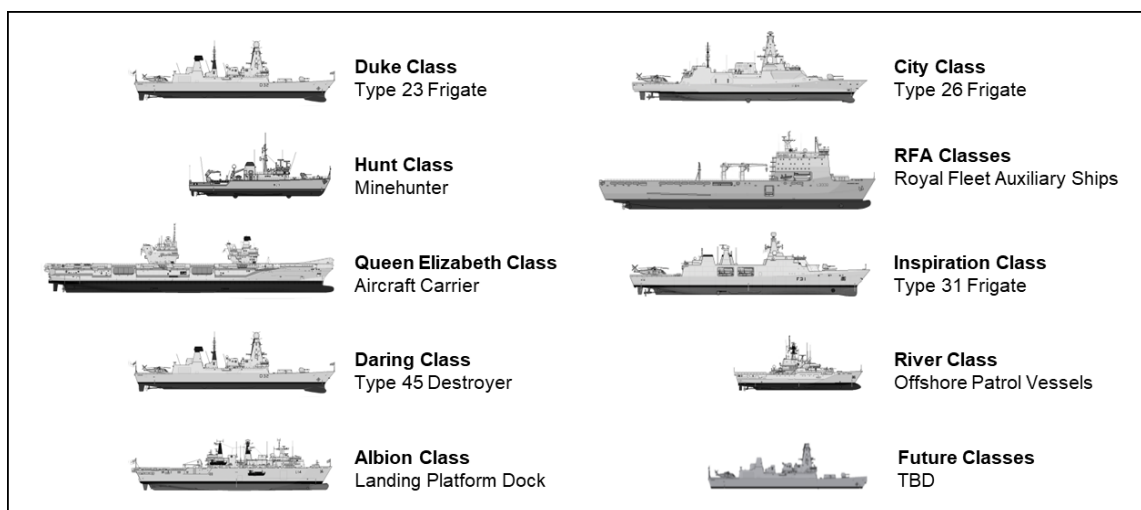 Duke Class
Type 23 Frigate
Hunt Class
Minehunter
Queen Elizabeth Class
Aircraft Carrier
Daring Class
Type 45 Destroyer
Albion Class
Landing Platform Dock
City Class
Type 26 Frigate
RFA Classes
Royal Fleet Auxiliary Ships
Inspiration Class
Type 31 Frigate
River Class
Offshore Patrol Vessels
Future Classes
TBD